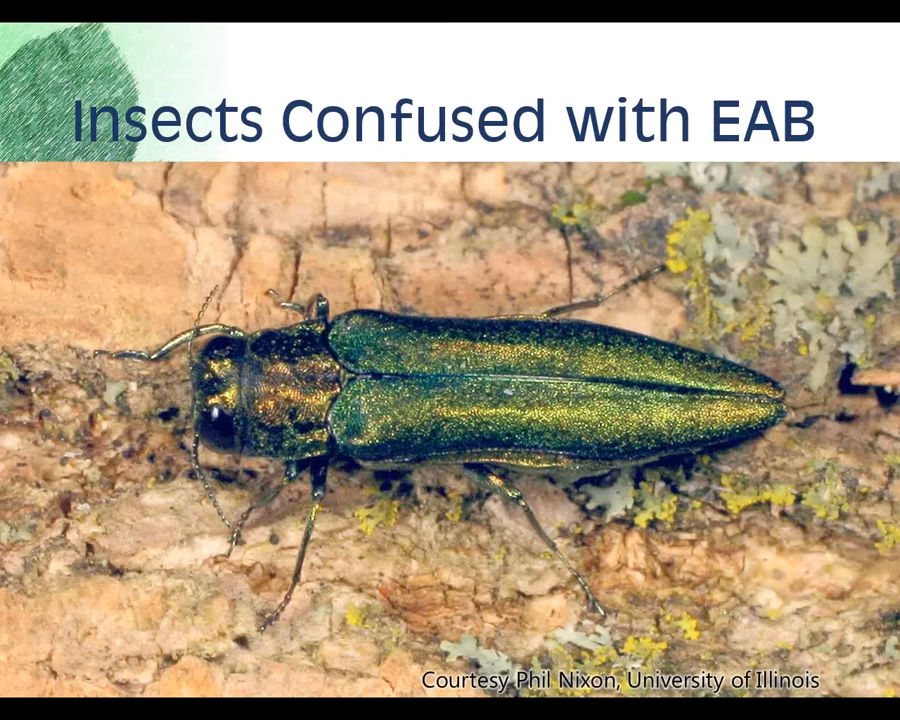 Insects Confused with EAB
Courtesy Phil Nixon, University of Illinois